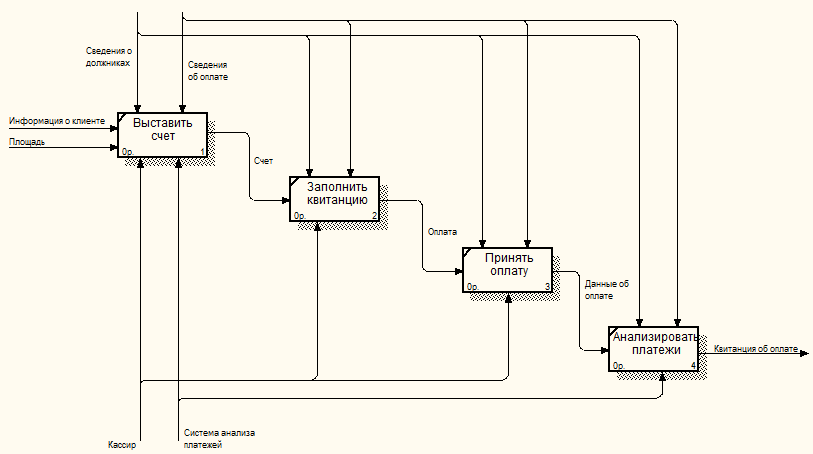 Сведения о
должниках
Сведения
об оплате
Информация о клиенте
Площадь
Выставить
счет
0р. 1
Счет
Заполнить
квитанцию
0р. 2
Оплата
Принять
оплату
0р. 3
Данные об
оплате
Анализировать
платежи
0р. 4
Квитанция об оплате
Кассир
Система анализа
платежей